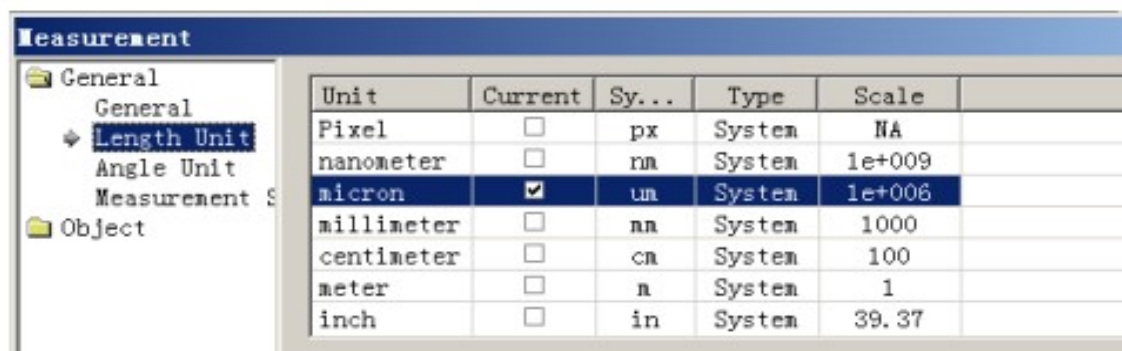 Measurement
General
General
Length Unit
Angle Unit
Measurement S
Object
Unit Current Sy... Type Scale
Pixel px System NA
nanometer nm System 1e+009
micron um System 1e+006
millimeter mm System 1000
centimeter cm System 100
meter m System 1
inch in System 39.37